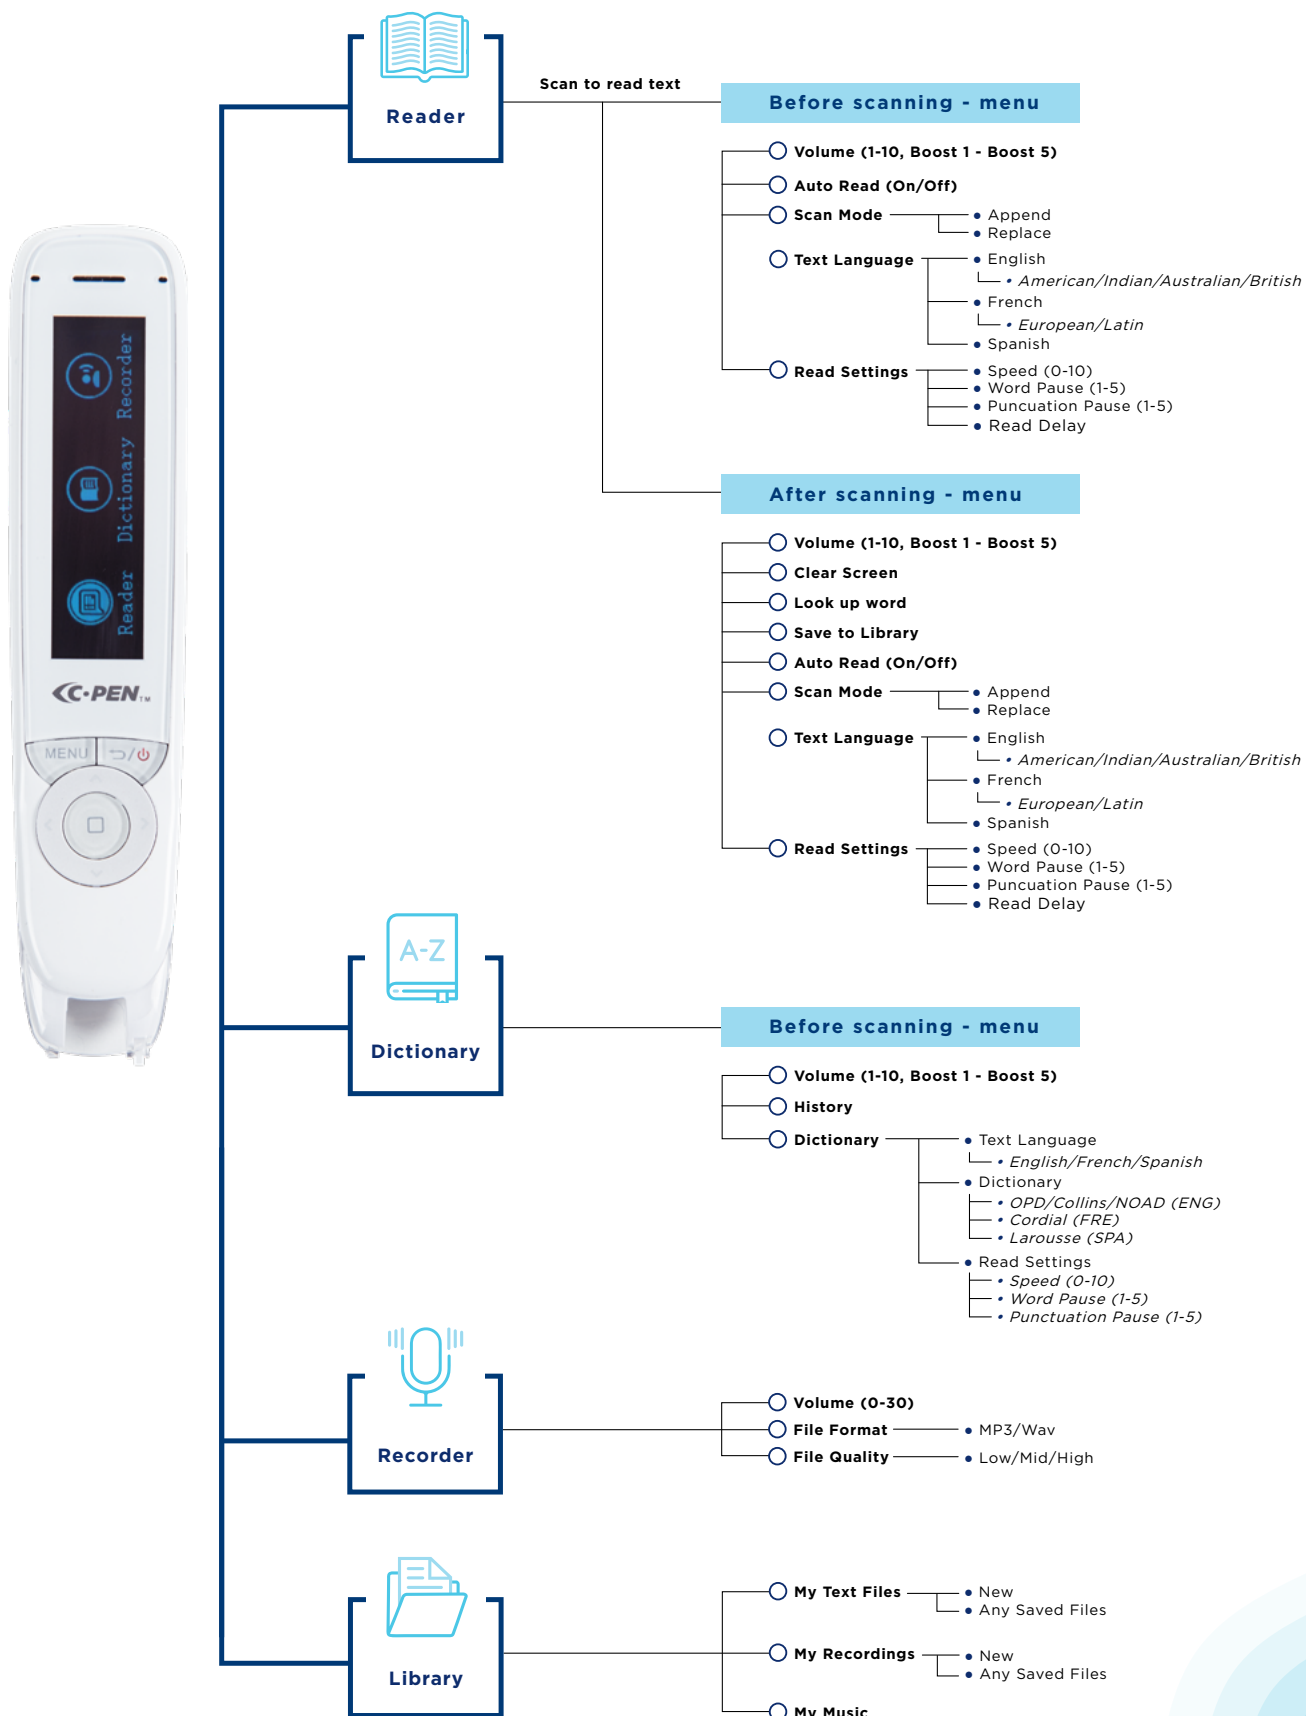 Reader
Scan to read text
Before scanning - menu
Volume (1-10, Boost 1 - Boost 5)
Auto Read (On/Off)
Scan Mode
• Append
• Replace
Text Language
• English
• American/Indian/Australian/British
• French
• European/Latin
• Spanish
Read Settings
• Speed (0-10)
• Word Pause (1-5)
• Puncuation Pause (1-5)
• Read Delay
After scanning - menu
Volume (1-10, Boost 1 - Boost 5)
Clear Screen
Look up word
Save to Library
Auto Read (On/Off)
Scan Mode
• Append
• Replace
Text Language
• English
• American/Indian/Australian/British
• French
• European/Latin
• Spanish
Read Settings
• Speed (0-10)
• Word Pause (1-5)
• Puncuation Pause (1-5)
• Read Delay
Reader Dictionary Recorder
C-PEN™
MENU
A-Z
Dictionary
Before scanning - menu
Volume (1-10, Boost 1 - Boost 5)
History
Dictionary
• Text Language
• English/French/Spanish
• Dictionary
• OPD/Collins/NOAD (ENG)
• Cordial (FRE)
• Larousse (SPA)
• Read Settings
• Speed (0-10)
• Word Pause (1-5)
• Punctuation Pause (1-5)
Recorder
Volume (0-30)
File Format
• MP3/Wav
File Quality
• Low/Mid/High
Library
My Text Files
• New
• Any Saved Files
My Recordings
• New
• Any Saved Files
My Music